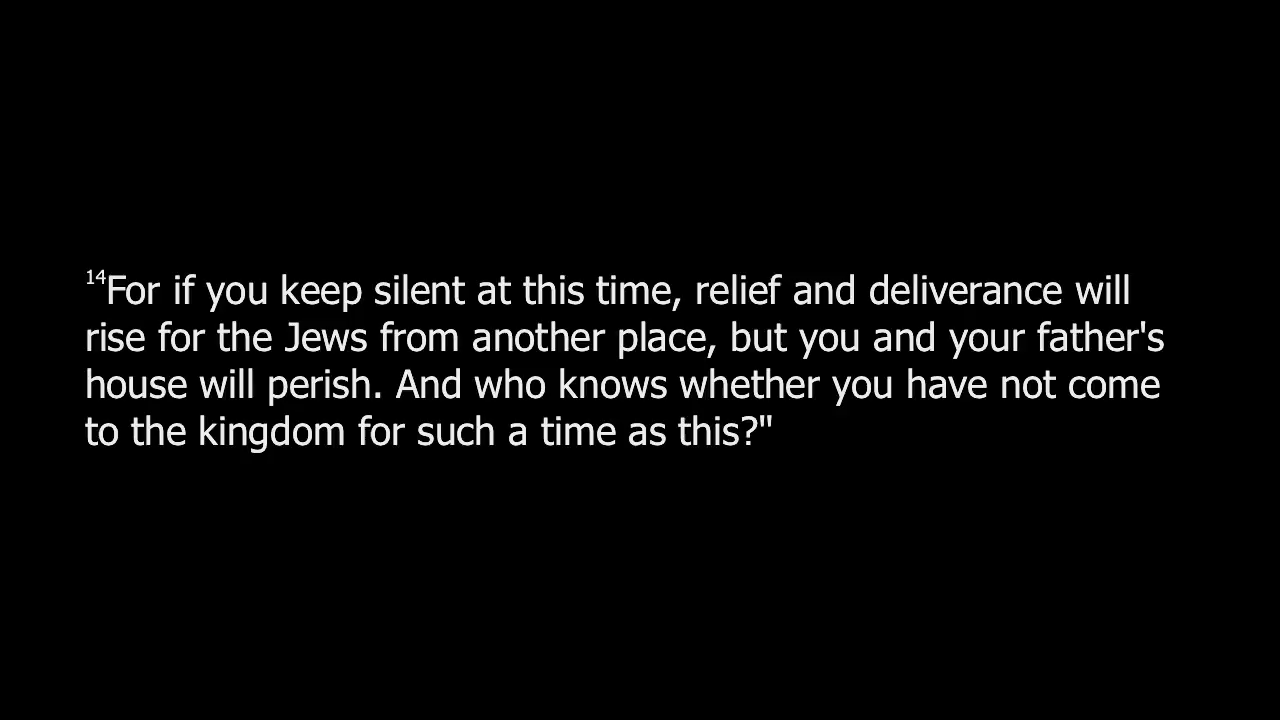 14For if you keep silent at this time, relief and deliverance will
rise for the Jews from another place, but you and your father's
house will perish. And who knows whether you have not come
to the kingdom for such a time as this?"